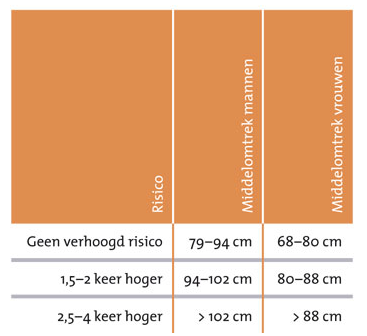 Risico Middelomtrek mannen Middelomtrek vrouwen
Geen verhoogd risico 79–94 cm 68–80 cm
1,5–2 keer hoger 94–102 cm 80–88 cm
2,5–4 keer hoger > 102 cm > 88 cm